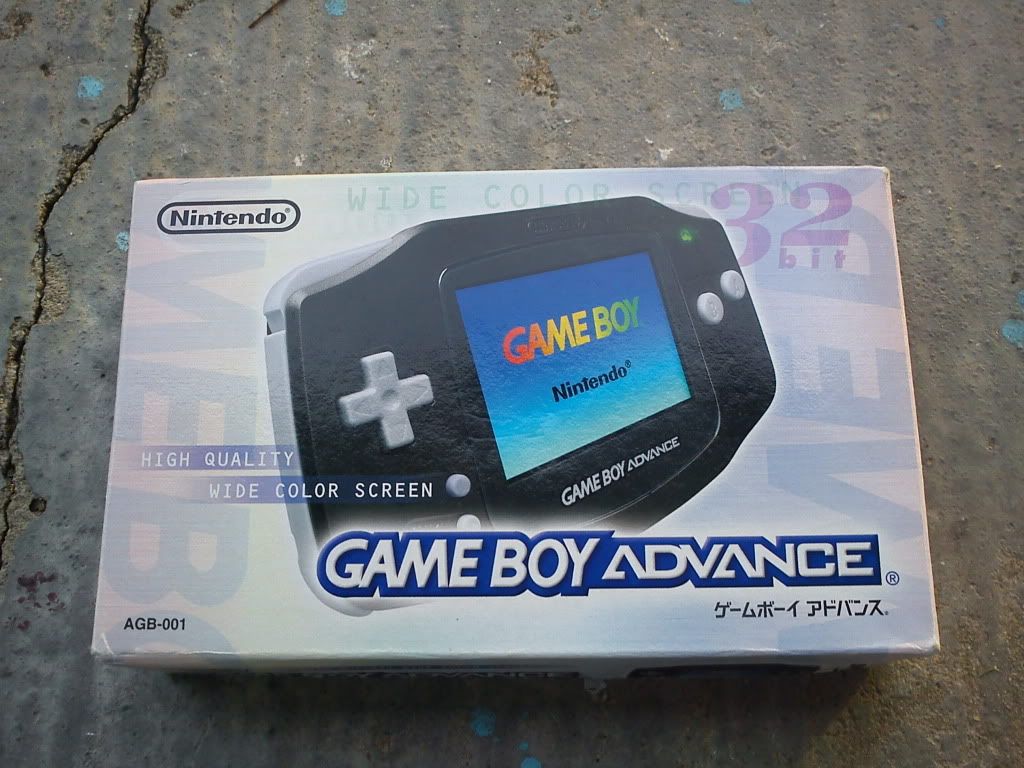 Nintendo®
WIDE COLOR SCREEN
32
bit
GAME BOY
Nintendo®
GAME BOY ADVANCE
HIGH QUALITY
WIDE COLOR SCREEN
GAME BOY ADVANCE®
ゲームボーイ アドバンス®
AGB-001